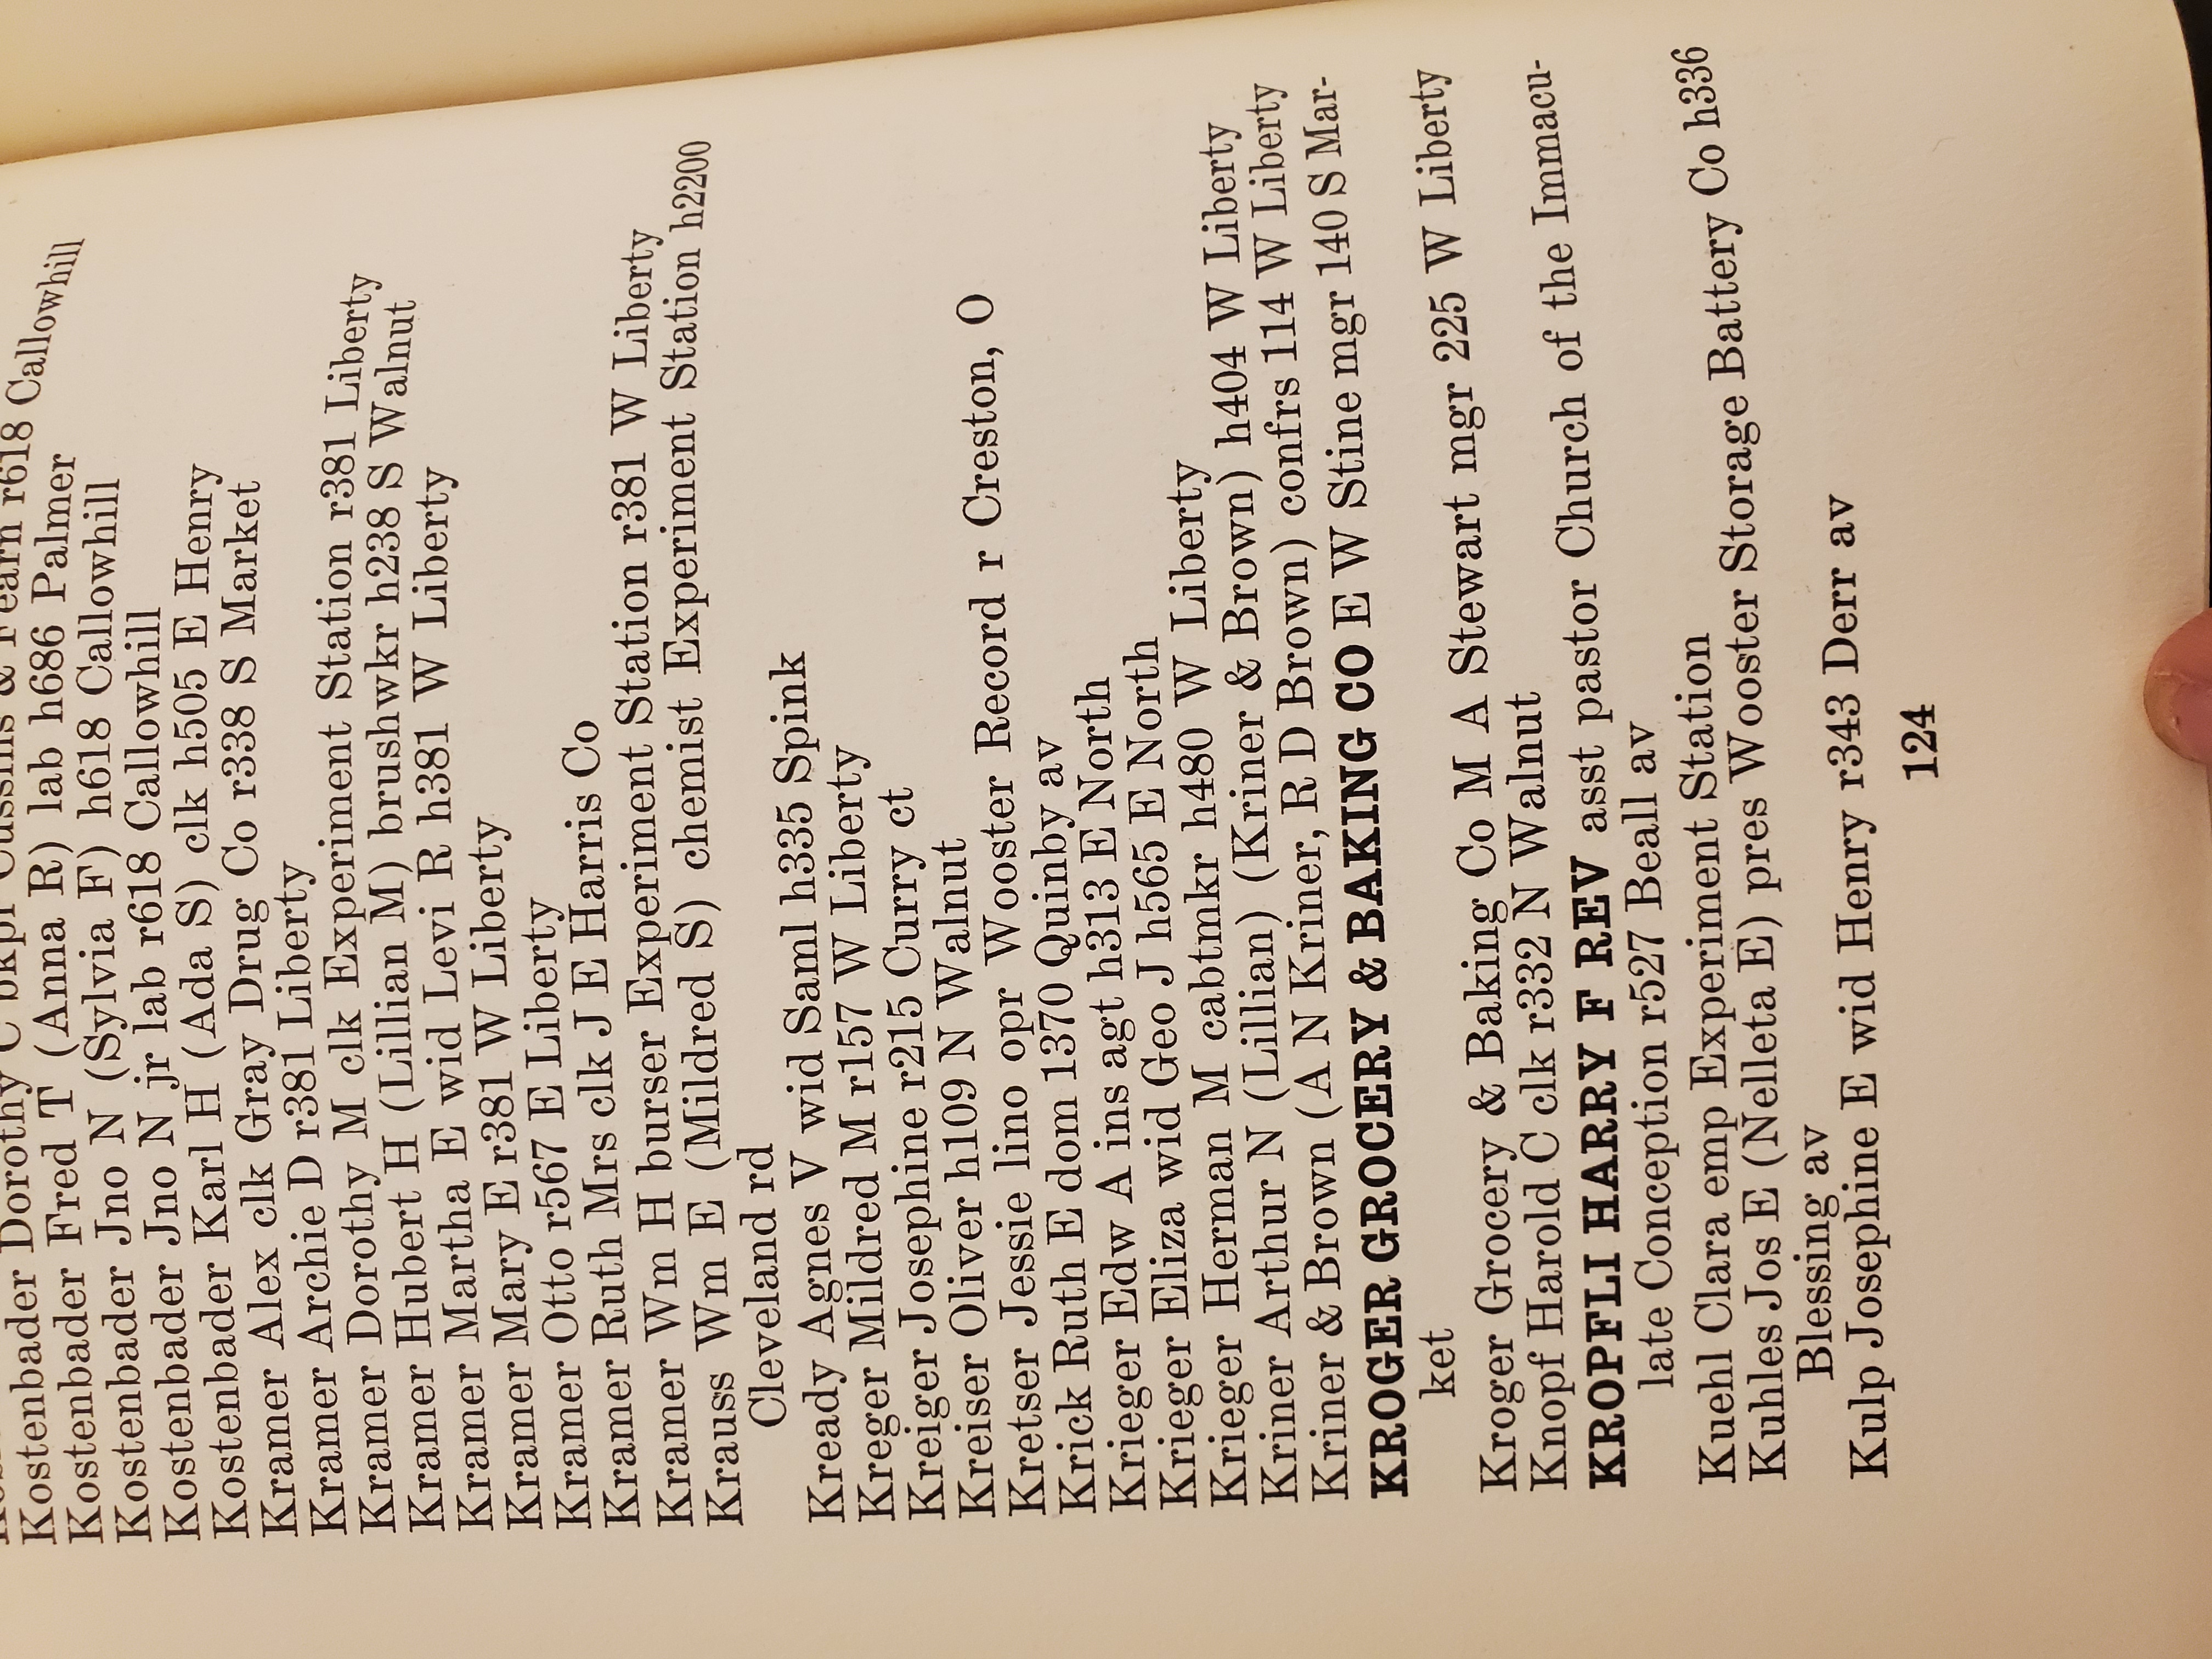 Kostenbader Dorothy C bkpr Cussins & Fearn r618 Callowhill
Kostenbader Fred T (Anna R) lab h686 Palmer
Kostenbader Jno N (Sylvia F) h618 Callowhill
Kostenbader Jno N jr lab r618 Callowhill
Kostenbader Karl H (Ada S) clk h505 E Henry
Kramer Alex clk Gray Drug Co r338 S Market
Kramer Archie D r381 Liberty
Kramer Dorothy M clk Experiment Station r381 Liberty
Kramer Hubert H (Lillian M) brushwkr h238 S Walnut
Kramer Martha E wid Levi R h381 W Liberty
Kramer Mary E r381 W Liberty
Kramer Otto r567 E Liberty
Kramer Ruth Mrs clk J E Harris Co
Kramer Wm H burser Experiment Station r381 W Liberty
Krauss Wm E (Mildred S) chemist Experiment Station h2200
Cleveland rd
Kready Agnes V wid Saml h335 Spink
Kreger Mildred M r157 W Liberty
Kreiger Josephine r215 Curry ct
Kreiser Oliver h109 N Walnut
Kretser Jessie lino opr Wooster Record r Creston, O
Krick Ruth E dom 1370 Quinby av
Krieger Edw A ins agt h313 E North
Krieger Eliza wid Geo J h565 E North
Krieger Herman M cabtmkr h480 W Liberty
Kriner Arthur N (Lillian) (Kriner & Brown) h404 W Liberty
Kriner & Brown (A N Kriner, R D Brown) confrs 114 W Liberty
KROGER GROCERY & BAKING CO E W Stine mgr 140 S Mar-
ket
Kroger Grocery & Baking Co M A Stewart mgr 225 W Liberty
Knopf Harold C clk r332 N Walnut
KROPFLI HARRY F REV asst pastor Church of the Immacu-
late Conception r527 Beall av
Kuehl Clara emp Experiment Station
Kuhles Jos E (Nelleta E) pres Wooster Storage Battery Co h336
Blessing av
Kulp Josephine E wid Henry r343 Derr av
124